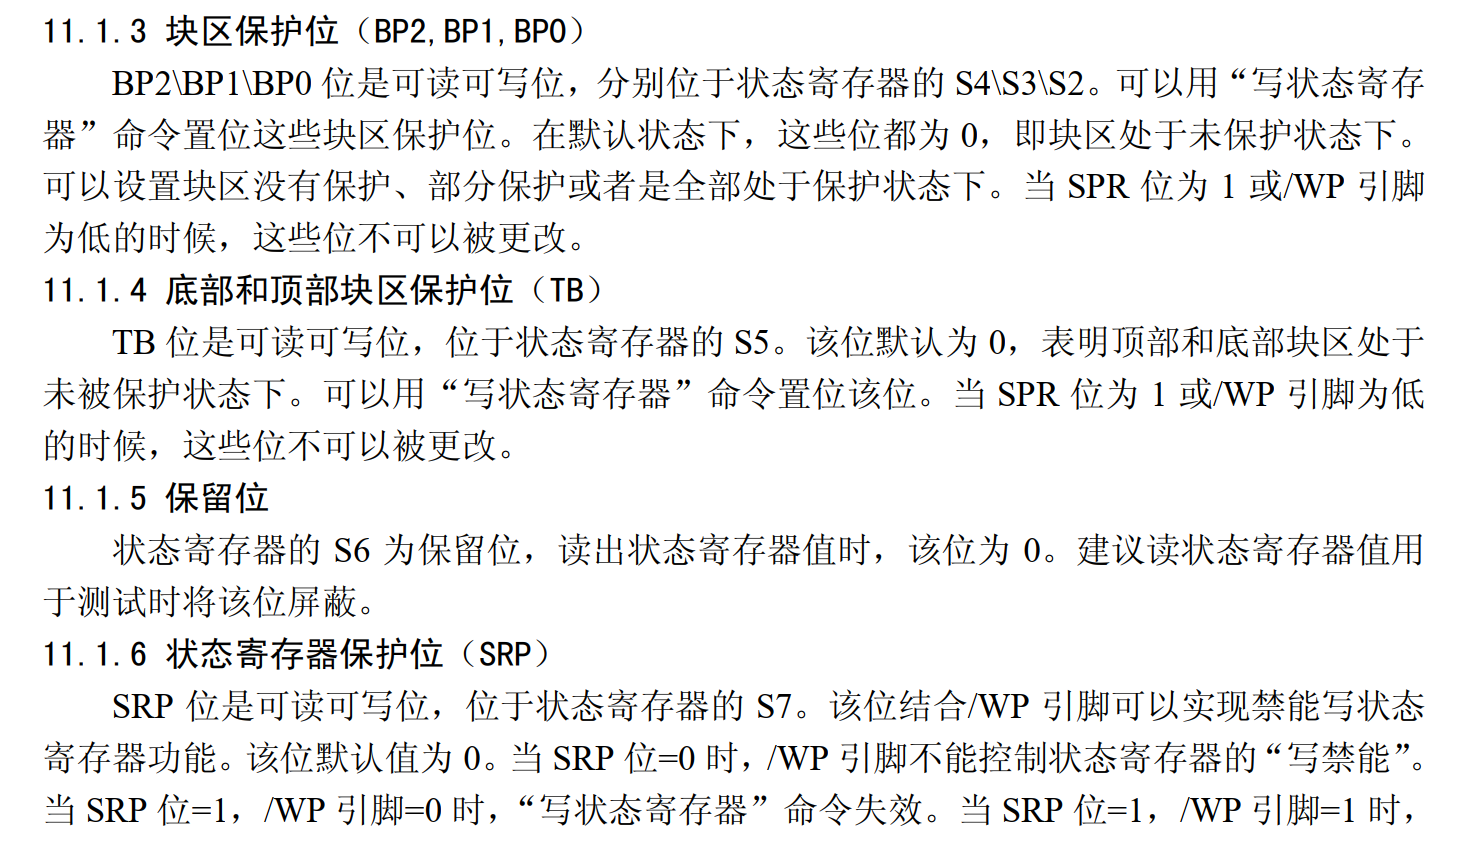 11.1.3 块区保护位（BP2,BP1,BP0）
BP2\BP1\BP0 位是可读可写位，分别位于状态寄存器的 S4\S3\S2。可以用“写状态寄存
器”命令置位这些块区保护位。在默认状态下，这些位都为 0，即块区处于未保护状态下。
可以设置块区没有保护、部分保护或者是全部处于保护状态下。当 SPR 位为 1 或/WP 引脚
为低的时候，这些位不可以被更改。
11.1.4 底部和顶部块区保护位（TB）
TB 位是可读可写位，位于状态寄存器的 S5。该位默认为 0，表明顶部和底部块区处于
未被保护状态下。可以用“写状态寄存器”命令置位该位。当 SPR 位为 1 或/WP 引脚为低
的时候，这些位不可以被更改。
11.1.5 保留位
状态寄存器的 S6 为保留位，读出状态寄存器值时，该位为 0。建议读状态寄存器值用
于测试时将该位屏蔽。
11.1.6 状态寄存器保护位（SRP）
SRP 位是可读可写位，位于状态寄存器的 S7。该位结合/WP 引脚可以实现禁能写状态
寄存器功能。该位默认值为 0。当 SRP 位=0 时，/WP 引脚不能控制状态寄存器的“写禁能”。
当 SRP 位=1，/WP 引脚=0 时，“写状态寄存器”命令失效。当 SRP 位=1，/WP 引脚=1 时，